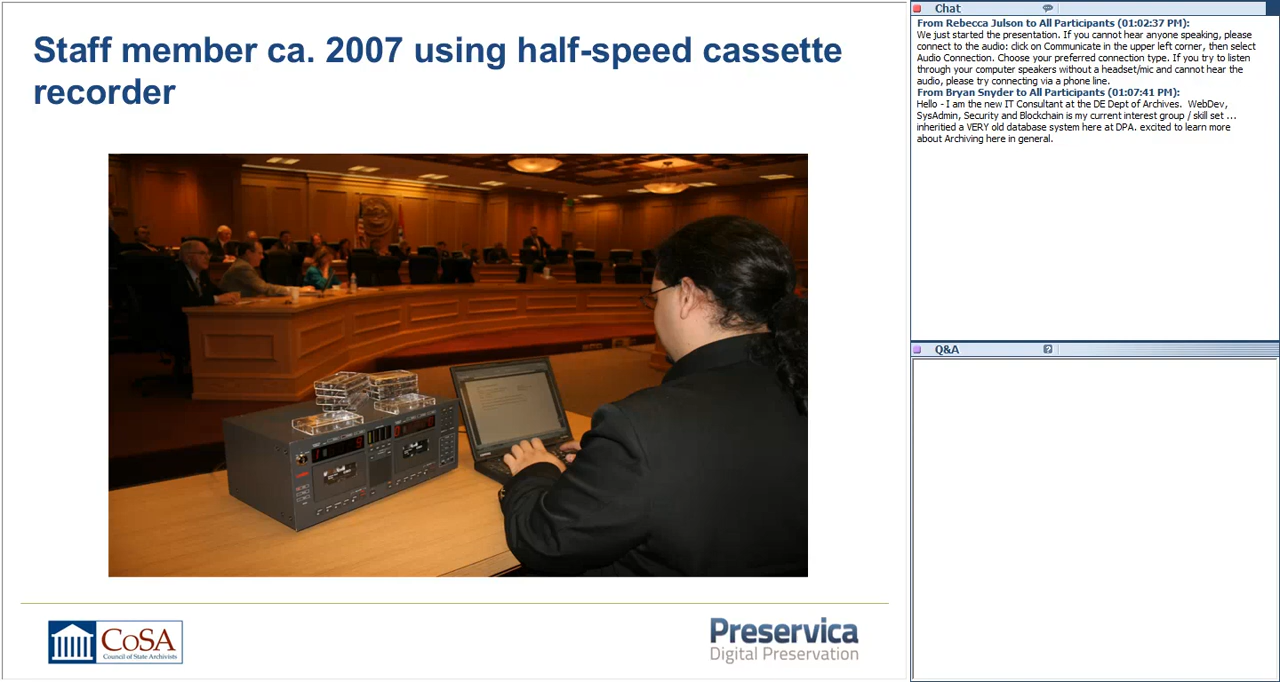 Staff member ca. 2007 using half-speed cassette
recorder
CoSA
Council of State Archivists
Preservica
Digital Preservation
Chat
From Rebecca Julson to All Participants (01:02:37 PM):
We just started the presentation. If you cannot hear anyone speaking, please
connect to the audio: click on Communicate in the upper left corner, then select
Audio Connection. Choose your preferred connection type. If you try to listen
through your computer speakers without a headset/mic and cannot hear the
audio, please try connecting via a phone line.
From Bryan Snyder to All Participants (01:07:41 PM):
Hello - I am the new IT Consultant at the DE Dept of Archives.  WebDev,
SysAdmin, Security and Blockchain is my current interest group / skill set ...
inheritied a VERY old database system here at DPA. excited to learn more
about Archiving here in general.
Q&A